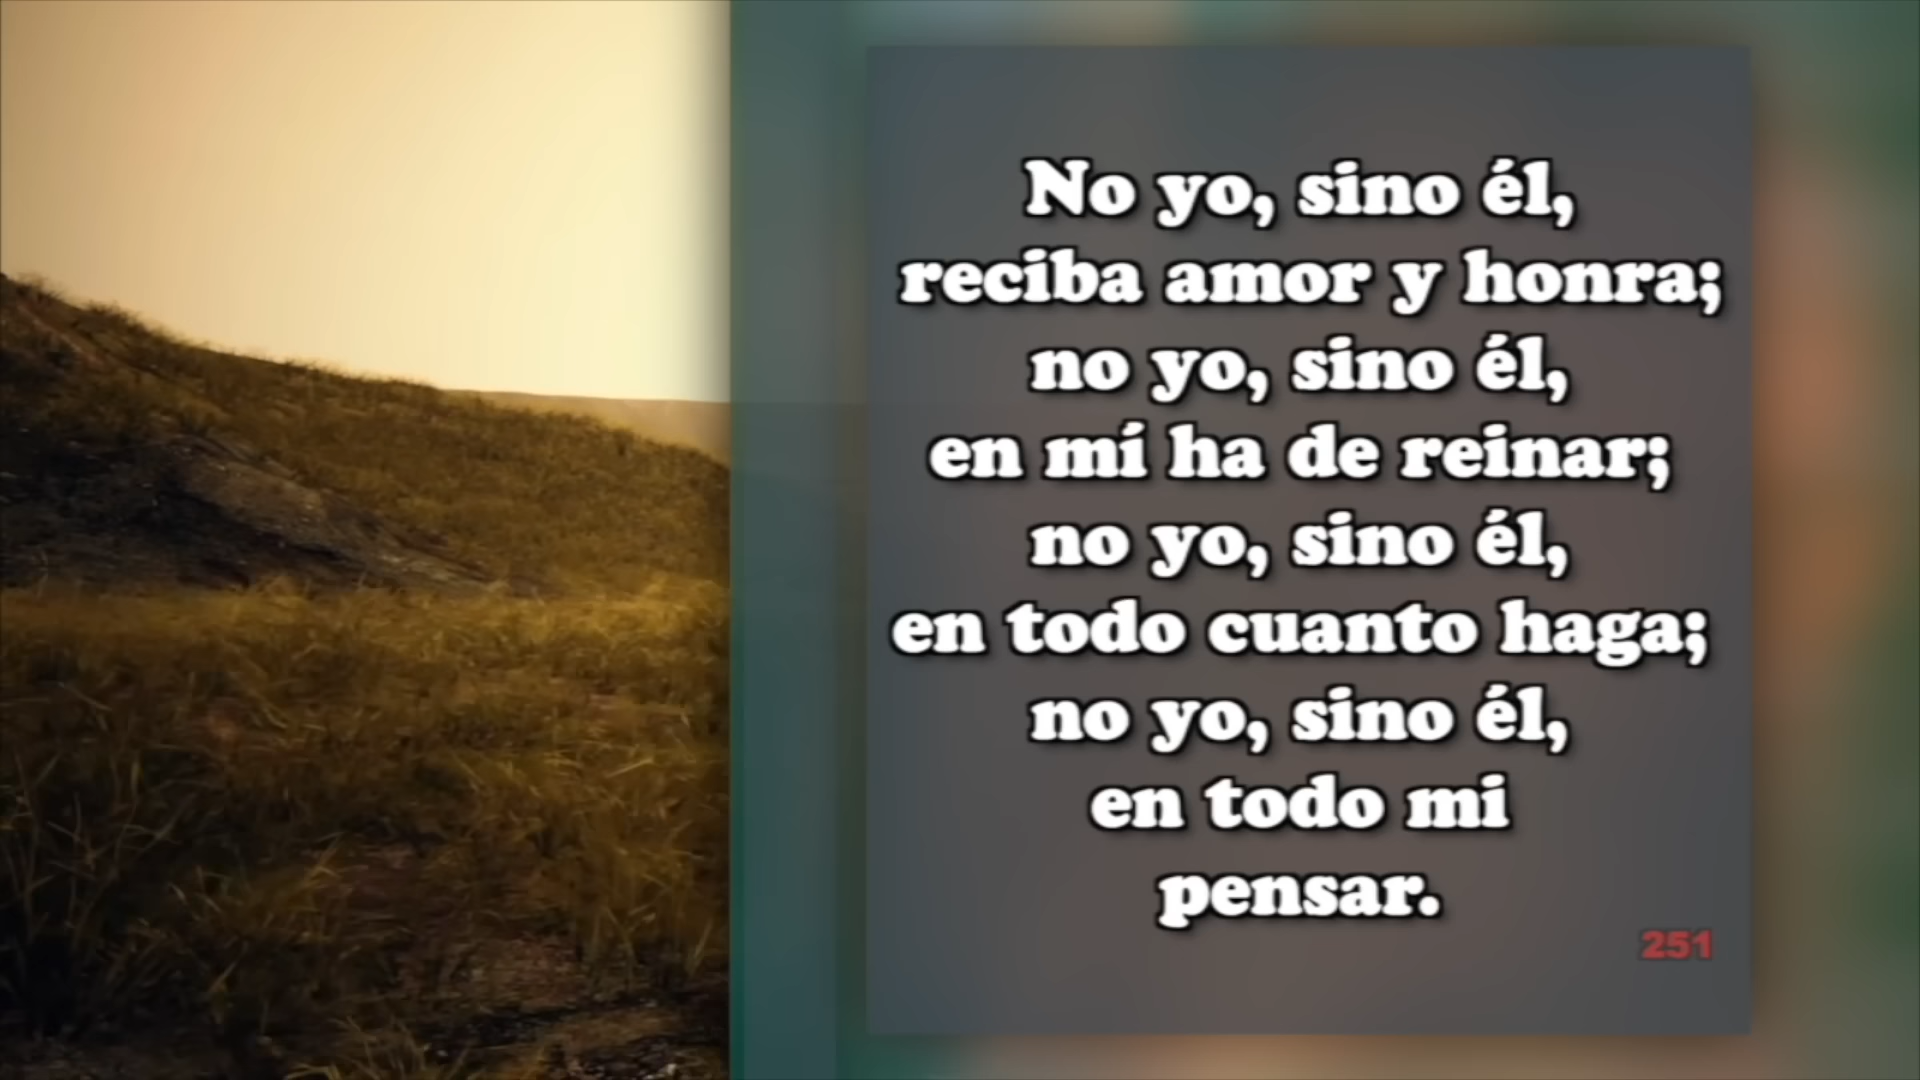 No yo, sino él,
reciba amor y honra;
no yo, sino él,
en mí ha de reinar;
no yo, sino él,
en todo cuanto haga;
no yo, sino él,
en todo mi
pensar.
251